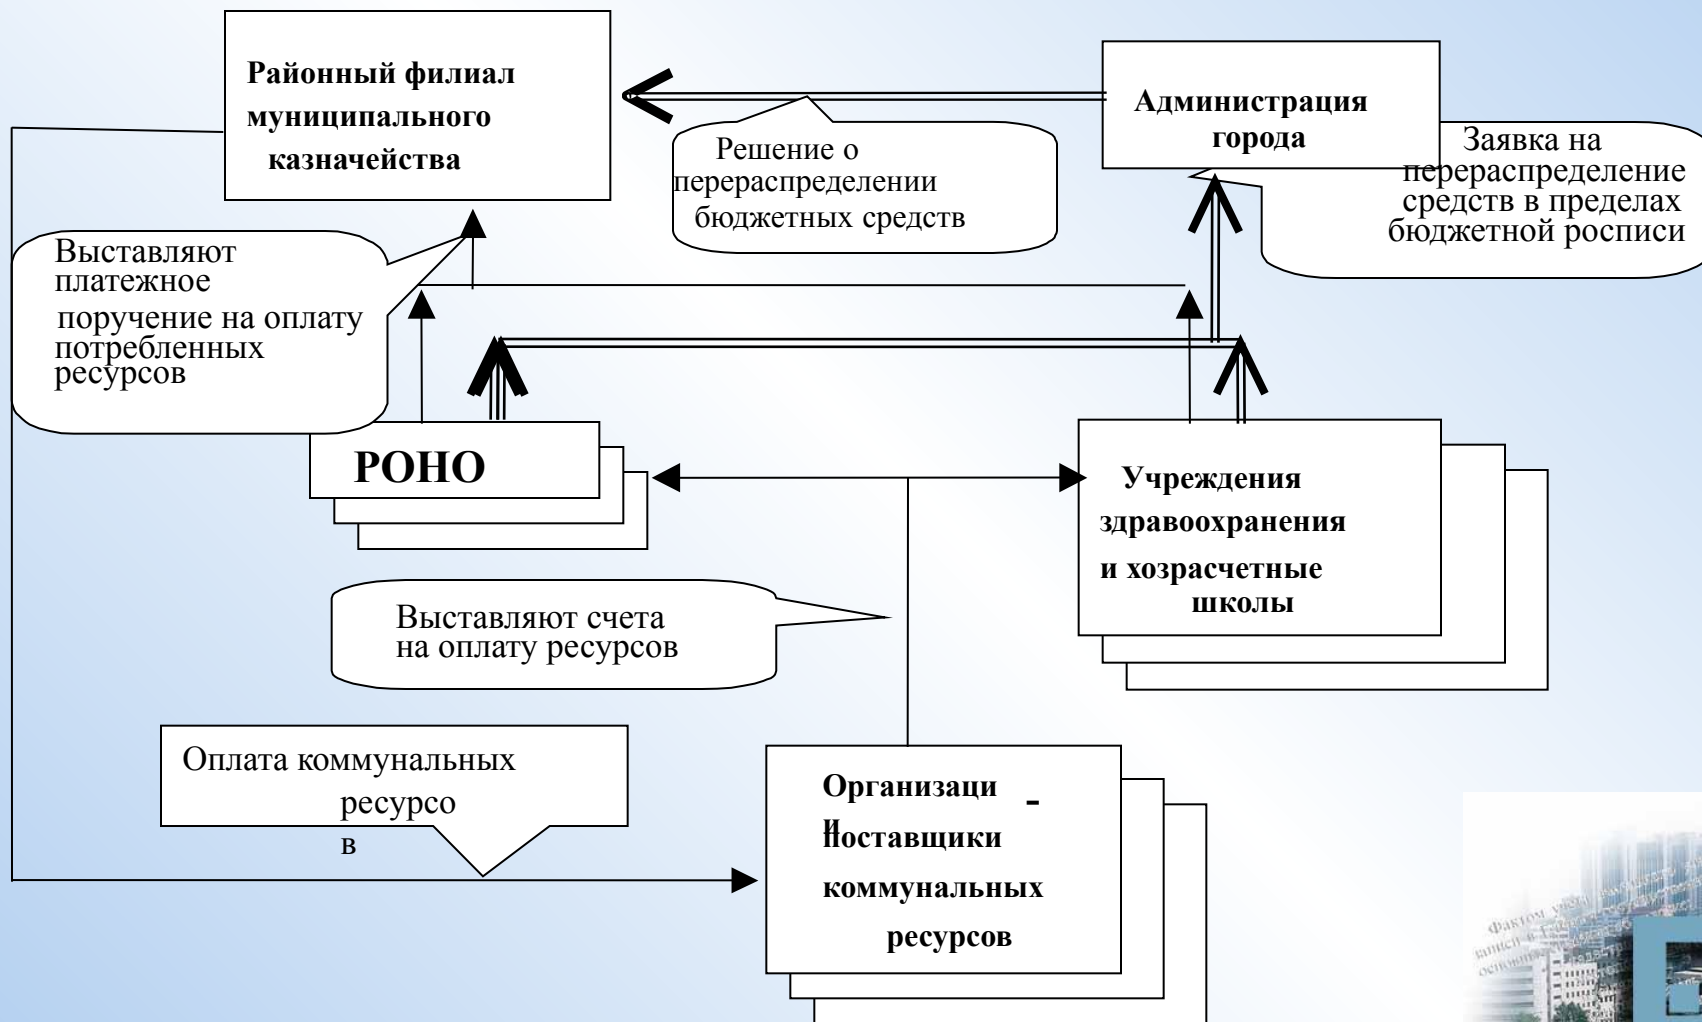 Районный филиал
муниципального
казначейства
Администрация
города
Решение о
перераспределении
бюджетных средств
Заявка на
перераспределение
средств в пределах
бюджетной росписи
Выставляют
платежное
поручение на оплату
потребленных
ресурсов
РОНО
Учреждения
здравоохранения
и хозрасчетные
школы
Выставляют счета
на оплату ресурсов
Оплата коммунальных
ресурсо
в
Организаци -
и
поставщики
коммунальных
ресурсов
Фактом учёта